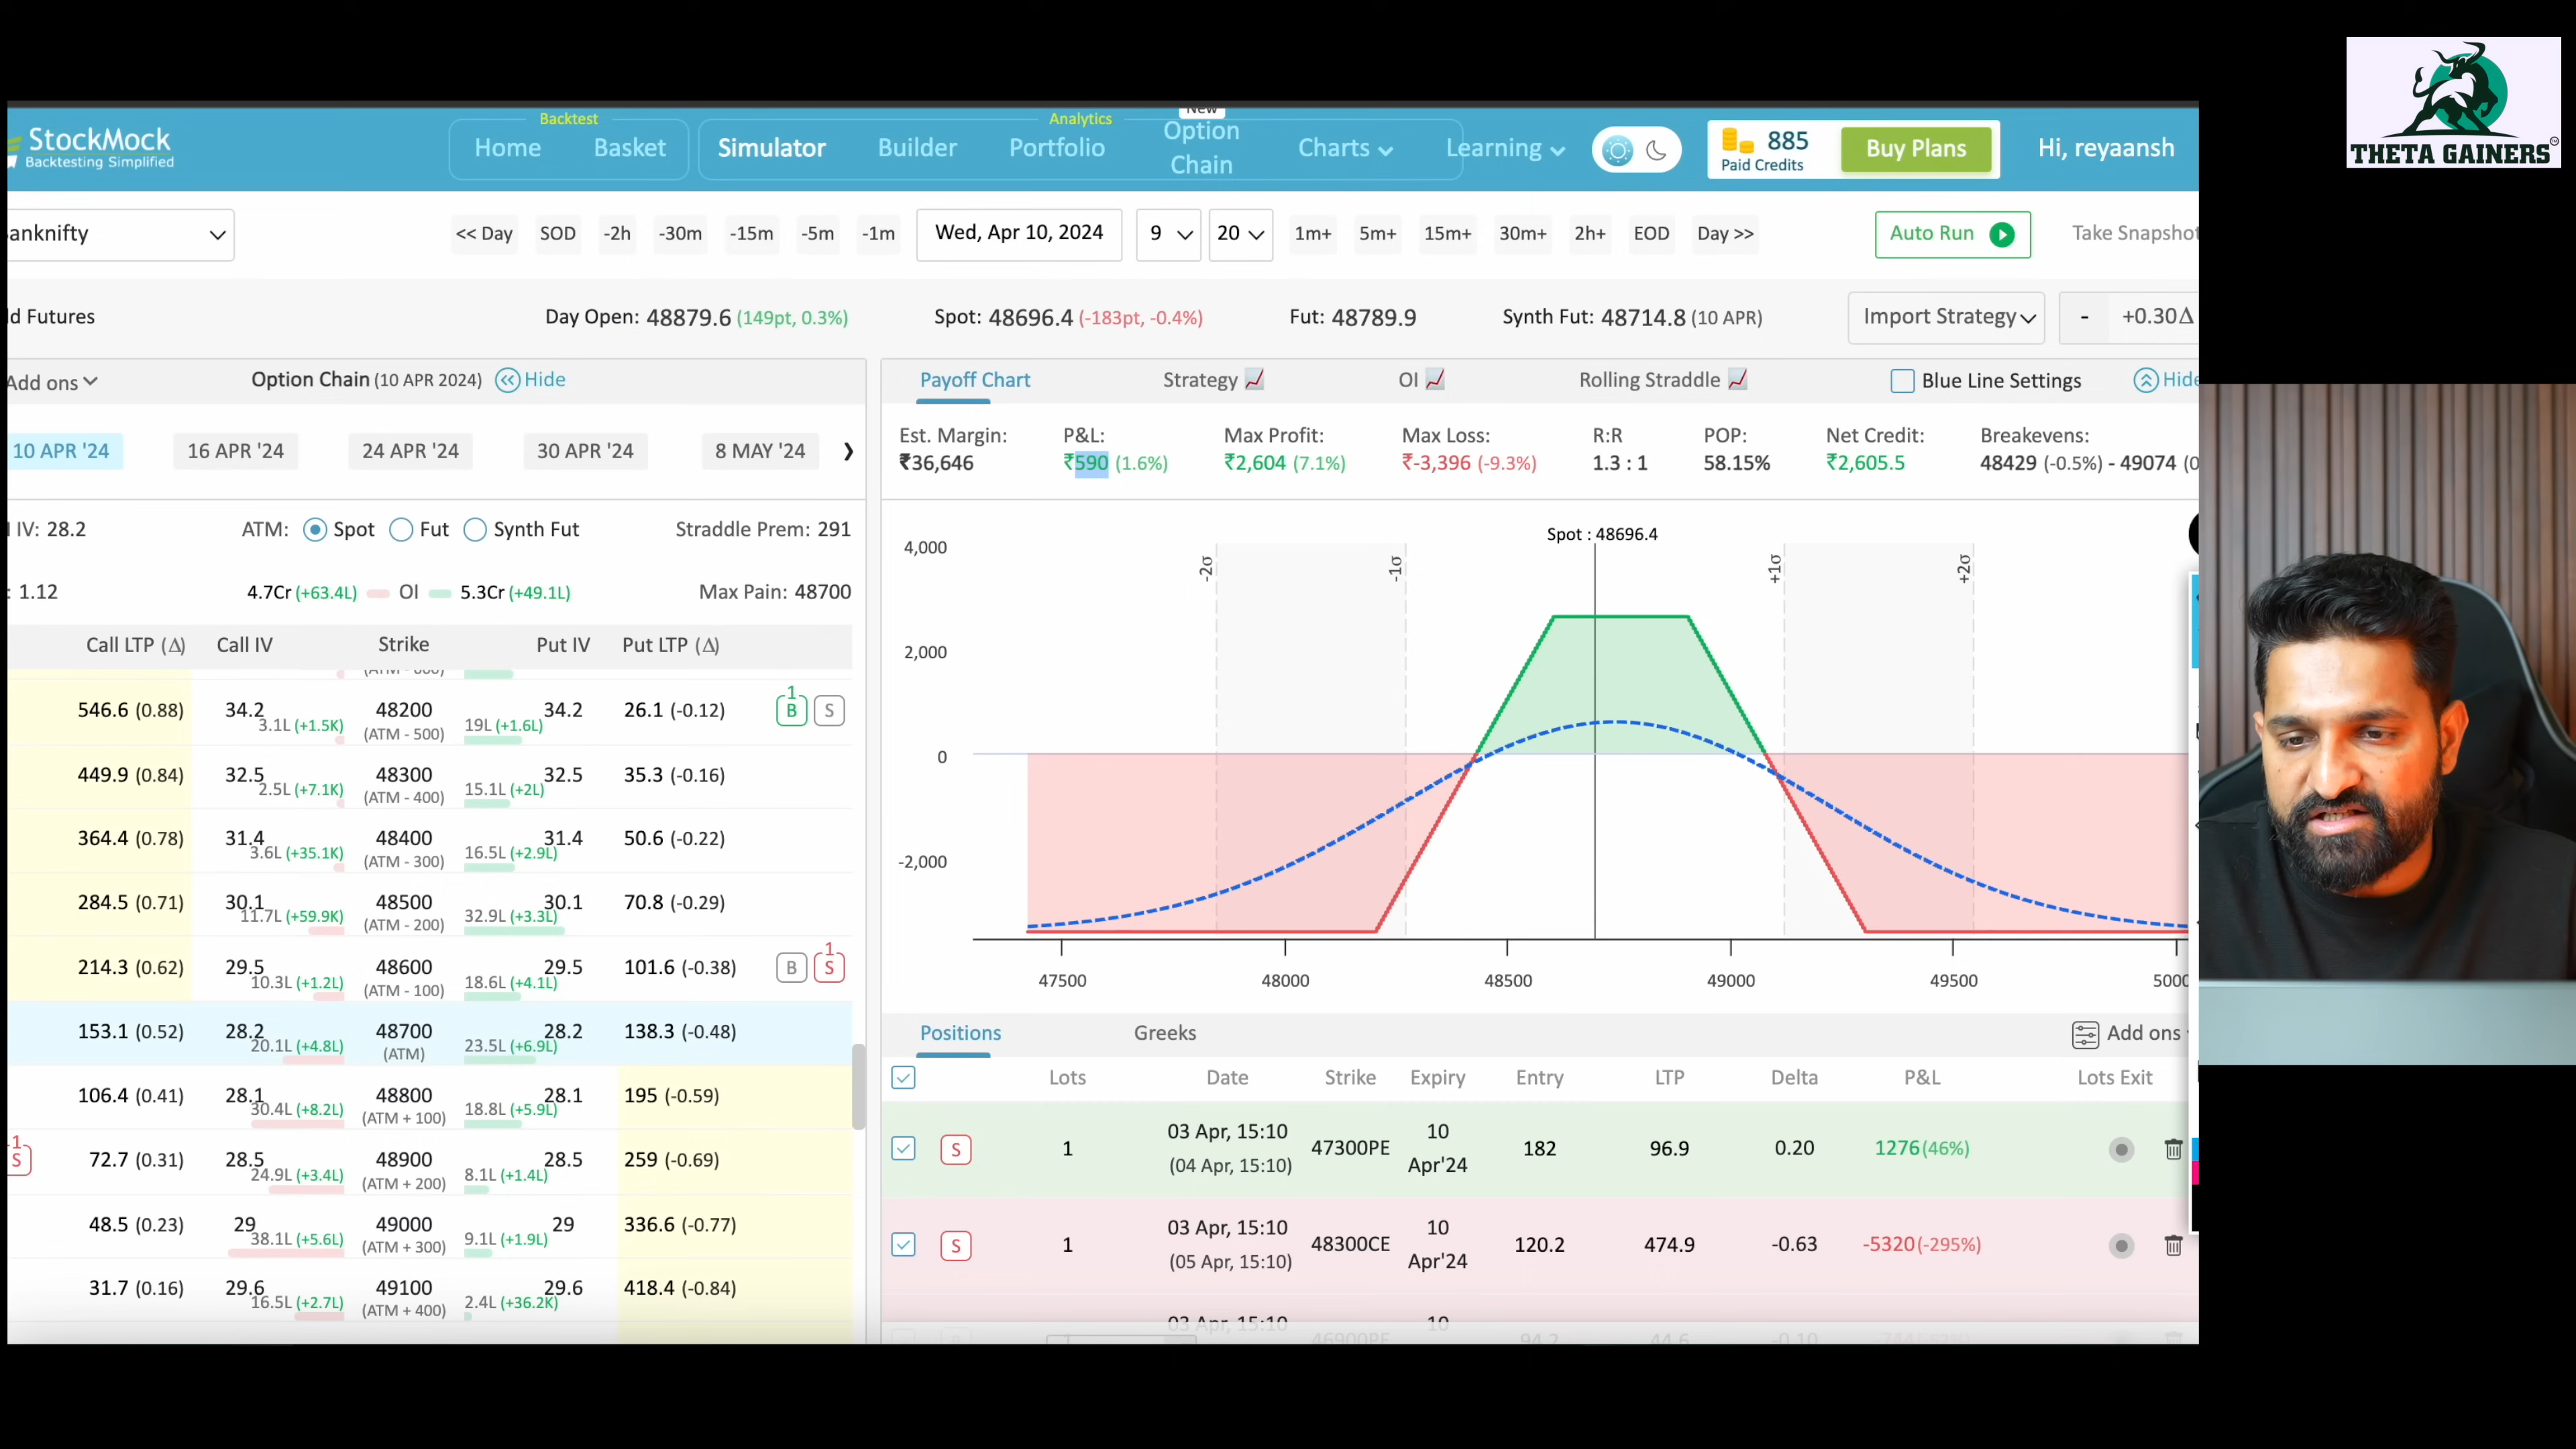 THETA GAINERS
StockMock
Backtesting Simplified
Backtest
Home Basket
Analytics
Simulator Builder Portfolio Option Chain Charts Learning
New
885
Paid Credits
Buy Plans
Hi, reyaansh
anknifty
<< Day SOD -2h -30m -15m -5m -1m Wed, Apr 10, 2024 9 20 1m+ 5m+ 15m+ 30m+ 2h+ EOD Day >>
Auto Run
Take Snapshot
d Futures
Day Open: 48879.6 (149pt, 0.3%) Spot: 48696.4 (-183pt, -0.4%) Fut: 48789.9 Synth Fut: 48714.8 (10 APR)
Import Strategy - +0.30Δ
Add ons Option Chain (10 APR 2024) Hide
10 APR '24 16 APR '24 24 APR '24 30 APR '24 8 MAY '24
IV: 28.2 ATM: Spot Fut Synth Fut Straddle Prem: 291
: 1.12 4.7Cr (+63.4L) OI 5.3Cr (+49.1L) Max Pain: 48700
Call LTP (Δ) Call IV Strike Put IV Put LTP (Δ)
546.6 (0.88) 34.2 48200 34.2 26.1 (-0.12) 1 B S
3.1L (+1.5K) (ATM - 500) 19L (+1.6L)
449.9 (0.84) 32.5 48300 32.5 35.3 (-0.16)
2.5L (+7.1K) (ATM - 400) 15.1L (+2L)
364.4 (0.78) 31.4 48400 31.4 50.6 (-0.22)
3.6L (+35.1K) (ATM - 300) 16.5L (+2.9L)
284.5 (0.71) 30.1 48500 30.1 70.8 (-0.29)
11.7L (+59.9K) (ATM - 200) 32.9L (+3.3L)
214.3 (0.62) 29.5 48600 29.5 101.6 (-0.38) B 1 S
10.3L (+1.2L) (ATM - 100) 18.6L (+4.1L)
153.1 (0.52) 28.2 48700 28.2 138.3 (-0.48)
20.1L (+4.8L) (ATM) 23.5L (+6.9L)
106.4 (0.41) 28.1 48800 28.1 195 (-0.59)
30.4L (+8.2L) (ATM + 100) 18.8L (+5.9L)
1 S 72.7 (0.31) 28.5 48900 28.5 259 (-0.69)
24.9L (+3.4L) (ATM + 200) 8.1L (+1.4L)
48.5 (0.23) 29 49000 29 336.6 (-0.77)
38.1L (+5.6L) (ATM + 300) 9.1L (+1.9L)
31.7 (0.16) 29.6 49100 29.6 418.4 (-0.84)
16.5L (+2.7L) (ATM + 400) 2.4L (+36.2K)
Payoff Chart Strategy OI Rolling Straddle Blue Line Settings Hide
Est. Margin: P&L: Max Profit: Max Loss: R:R POP: Net Credit: Breakevens:
₹36,646 ₹590 (1.6%) ₹2,604 (7.1%) ₹-3,396 (-9.3%) 1.3 : 1 58.15% ₹2,605.5 48429 (-0.5%) - 49074 (0
Spot : 48696.4
4,000
2,000
0
-2,000
-2σ -1σ +1σ +2σ
47500 48000 48500 49000 49500 5000
Positions Greeks Add ons
Lots Date Strike Expiry Entry LTP Delta P&L Lots Exit
S 1 03 Apr, 15:10 47300PE 10 182 96.9 0.20 1276(46%)
(04 Apr, 15:10) Apr'24
S 1 03 Apr, 15:10 48300CE 10 120.2 474.9 -0.63 -5320(-295%)
(05 Apr, 15:10) Apr'24
03 Apr, 15:10 10
46900PE 94.2 44.6 -0.10